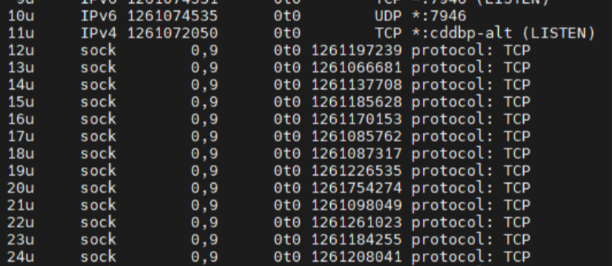 10u IPv6 1261074535 UDP *:7946
11u IPv4 1261072050 TCP *:cddbp-alt (LISTEN)
12u sock 0,9 0t0 1261197239 protocol: TCP
13u sock 0,9 0t0 1261066681 protocol: TCP
14u sock 0,9 0t0 1261137708 protocol: TCP
15u sock 0,9 0t0 1261185628 protocol: TCP
16u sock 0,9 0t0 1261170153 protocol: TCP
17u sock 0,9 0t0 1261085762 protocol: TCP
18u sock 0,9 0t0 1261087317 protocol: TCP
19u sock 0,9 0t0 1261226535 protocol: TCP
20u sock 0,9 0t0 1261754274 protocol: TCP
21u sock 0,9 0t0 1261098049 protocol: TCP
22u sock 0,9 0t0 1261261023 protocol: TCP
23u sock 0,9 0t0 1261184255 protocol: TCP
24u sock 0,9 0t0 1261208041 protocol: TCP